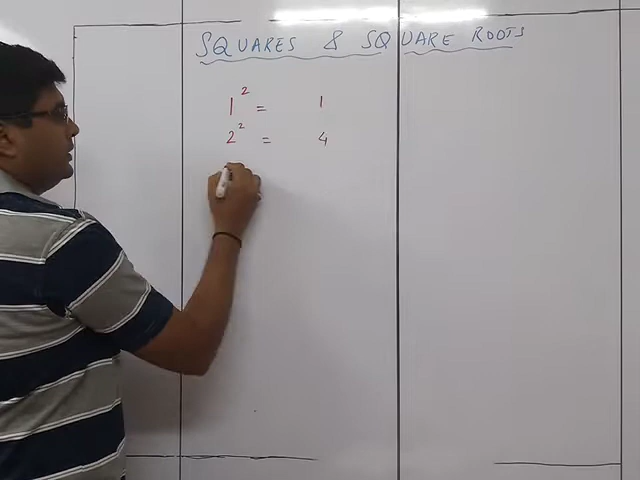 SQUARES & SQUARE ROOTS
1² = 1
2² = 4